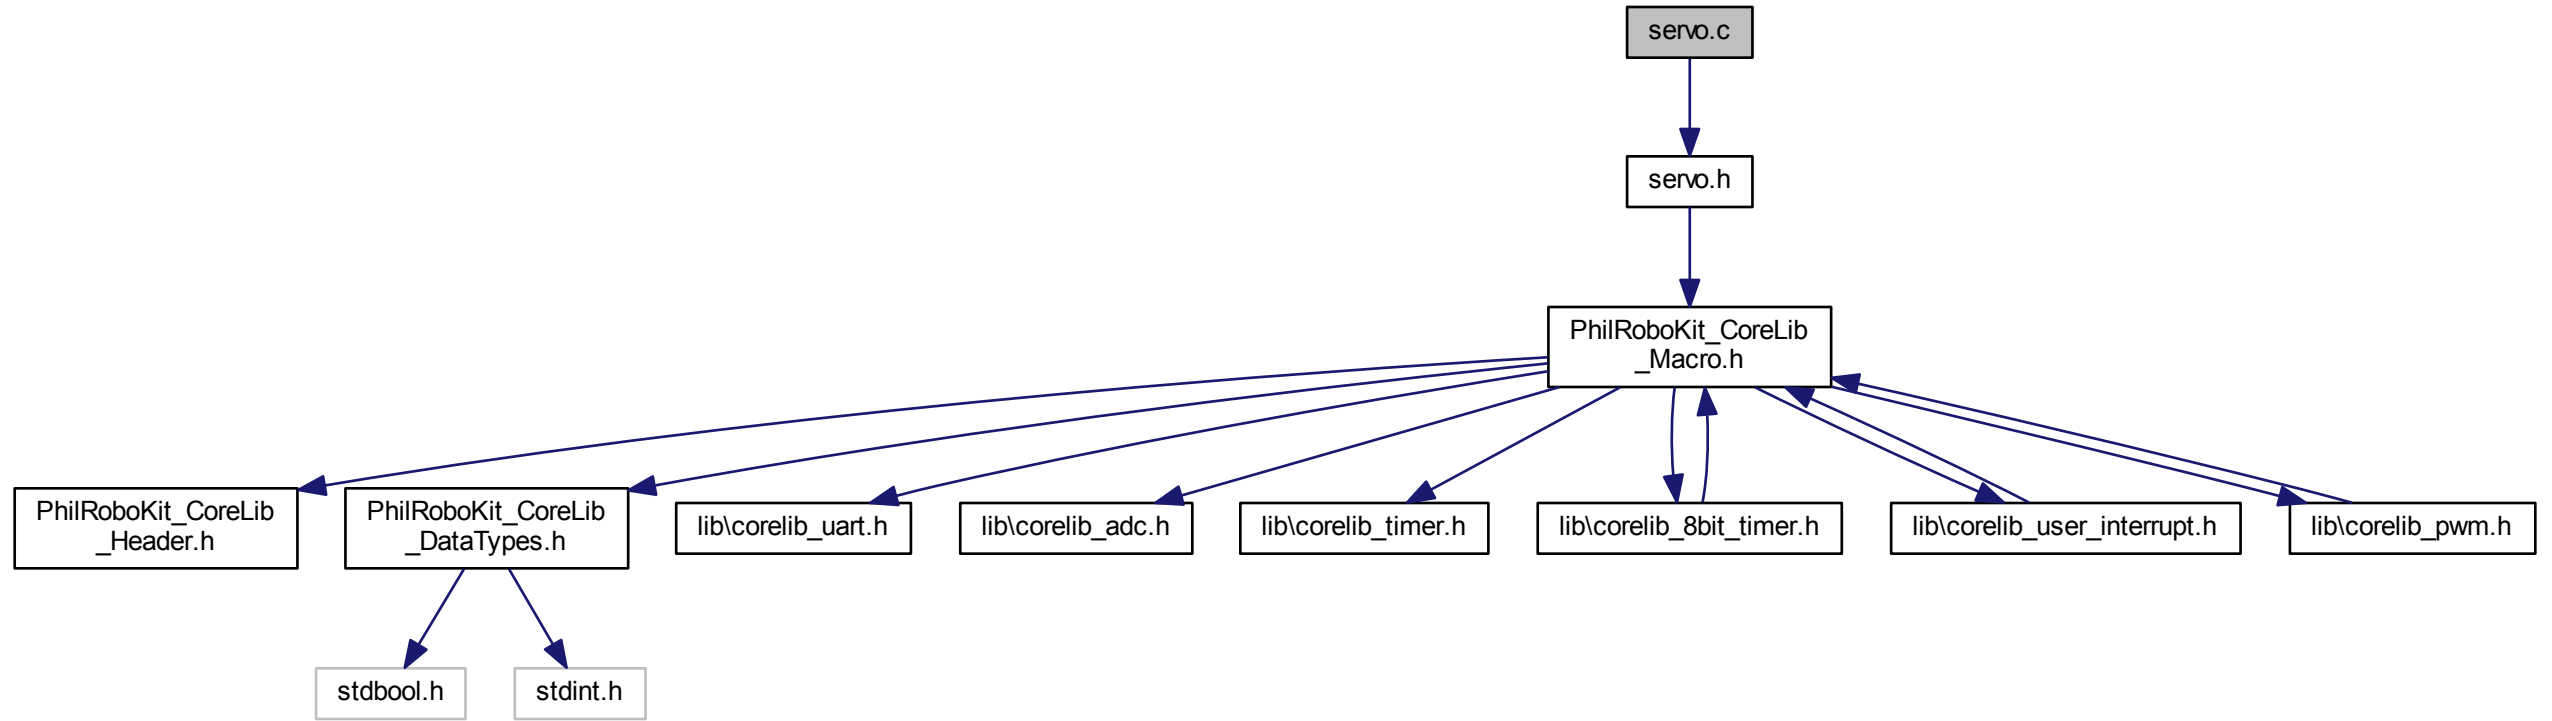 servo.c
servo.h
PhilRoboKit_CoreLib
_Macro.h
PhilRoboKit_CoreLib
_Header.h
PhilRoboKit_CoreLib
_DataTypes.h
lib\corelib_uart.h
lib\corelib_adc.h
lib\corelib_timer.h
lib\corelib_8bit_timer.h
lib\corelib_user_interrupt.h
lib\corelib_pwm.h
stdbool.h
stdint.h